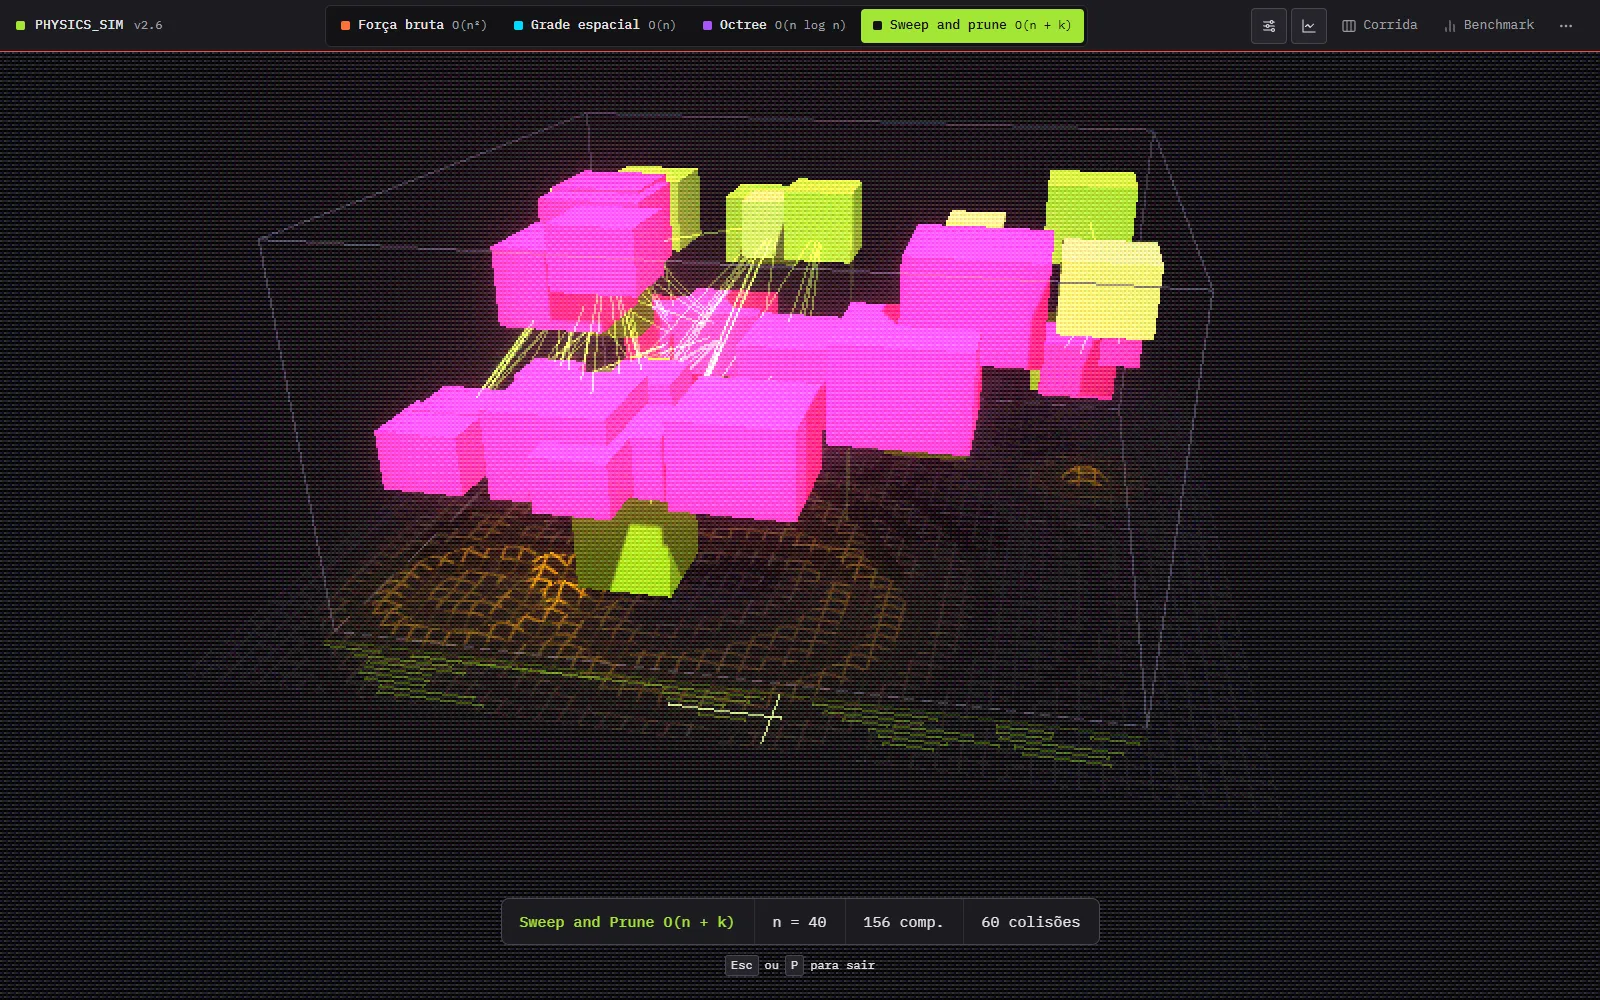 PHYSICS_SIM v2.6
Força bruta O(n²)
Grade espacial O(n)
Octree O(n log n)
Sweep and prune O(n + k)
Corrida
Benchmark
Sweep and Prune O(n + k)
n = 40
156 comp.
60 colisões
Esc ou P para sair